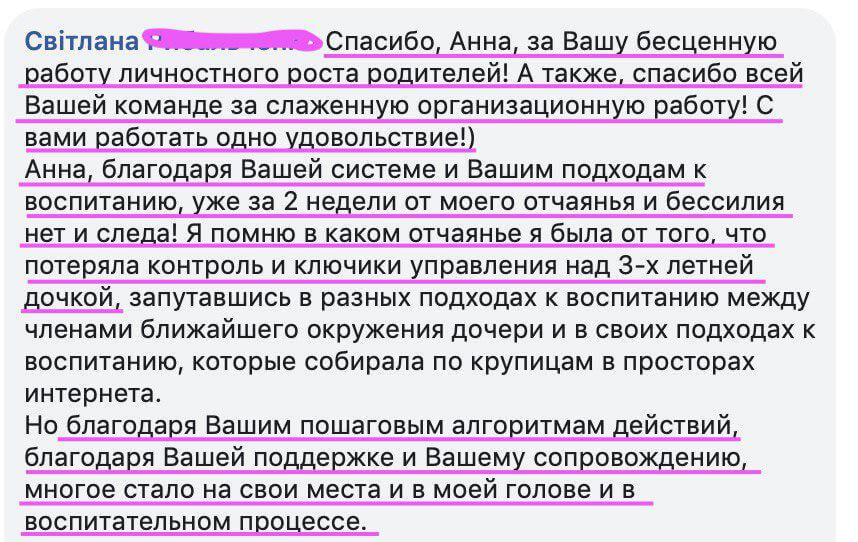 Світлана Спасибо, Анна, за Вашу бесценную
работу личностного роста родителей! А также, спасибо всей
Вашей команде за слаженную организационную работу! С
вами работать одно удовольствие!)
Анна, благодаря Вашей системе и Вашим подходам к
воспитанию, уже за 2 недели от моего отчаянья и бессилия
нет и следа! Я помню в каком отчаянье я была от того, что
потеряла контроль и ключики управления над 3-х летней
дочкой, запутавшись в разных подходах к воспитанию между
членами ближайшего окружения дочери и в своих подходах к
воспитанию, которые собирала по крупицам в просторах
интернета.
Но благодаря Вашим пошаговым алгоритмам действий,
благодаря Вашей поддержке и Вашему сопровождению,
многое стало на свои места и в моей голове и в
воспитательном процессе.